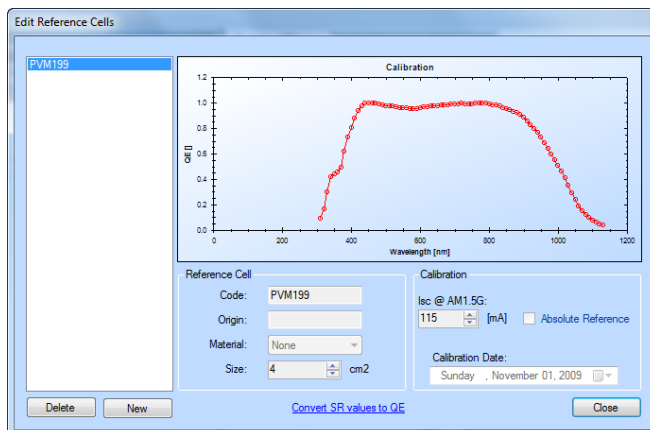 Edit Reference Cells
PVM199
Calibration
1.2
1.0
0.8
0.6
0.4
0.2
0.0
QE []
0 200 400 600 800 1000 1200
Wavelength [nm]
Reference Cell
Code: PVM199
Origin:
Material: None
Size: 4 cm2
Calibration
Isc @ AM1.5G:
115 [mA] Absolute Reference
Calibration Date:
Sunday , November 01, 2009
Delete New Convert SR values to QE Close